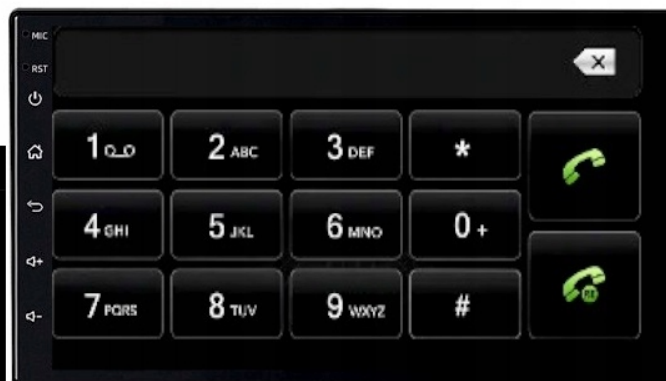 MIC
RST
1
2 ABC
3 DEF
*
4 GHI
5 JKL
6 MNO
0 +
7 PQRS
8 TUV
9 WXYZ
#
RE